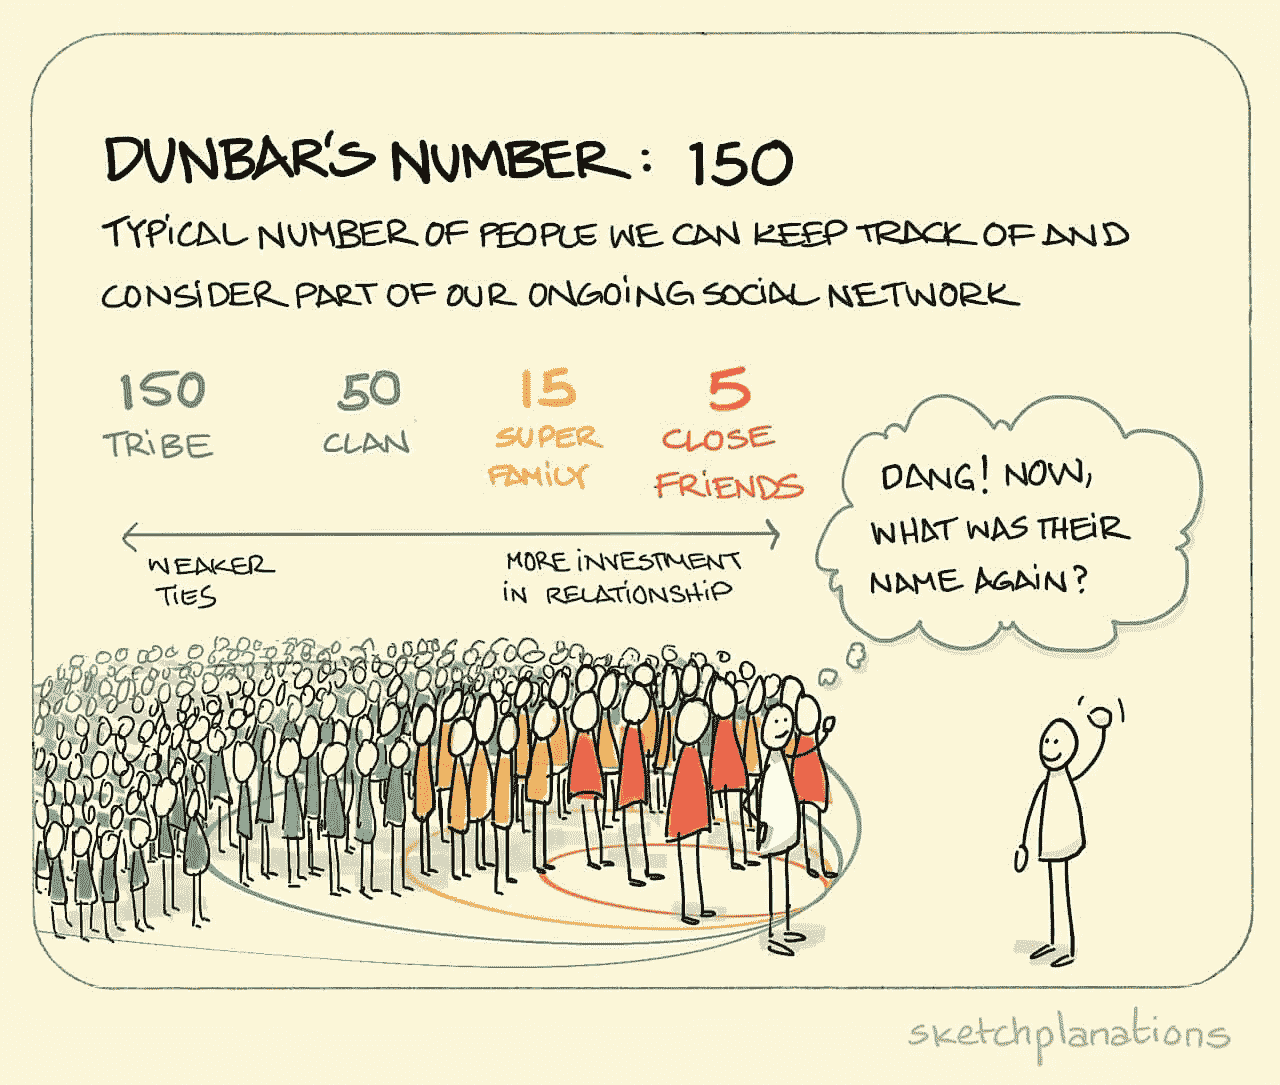 DUNBAR'S NUMBER: 150
TYPICAL NUMBER OF PEOPLE WE CAN KEEP TRACK OF AND
CONSIDER PART OF OUR ONGOING SOCIAL NETWORK
150
TRIBE
50
CLAN
15
SUPER
FAMILY
5
CLOSE
FRIENDS
WEAKER
TIES
MORE INVESTMENT
IN RELATIONSHIP
DANG! NOW,
WHAT WAS THEIR
NAME AGAIN?
sketchplanations